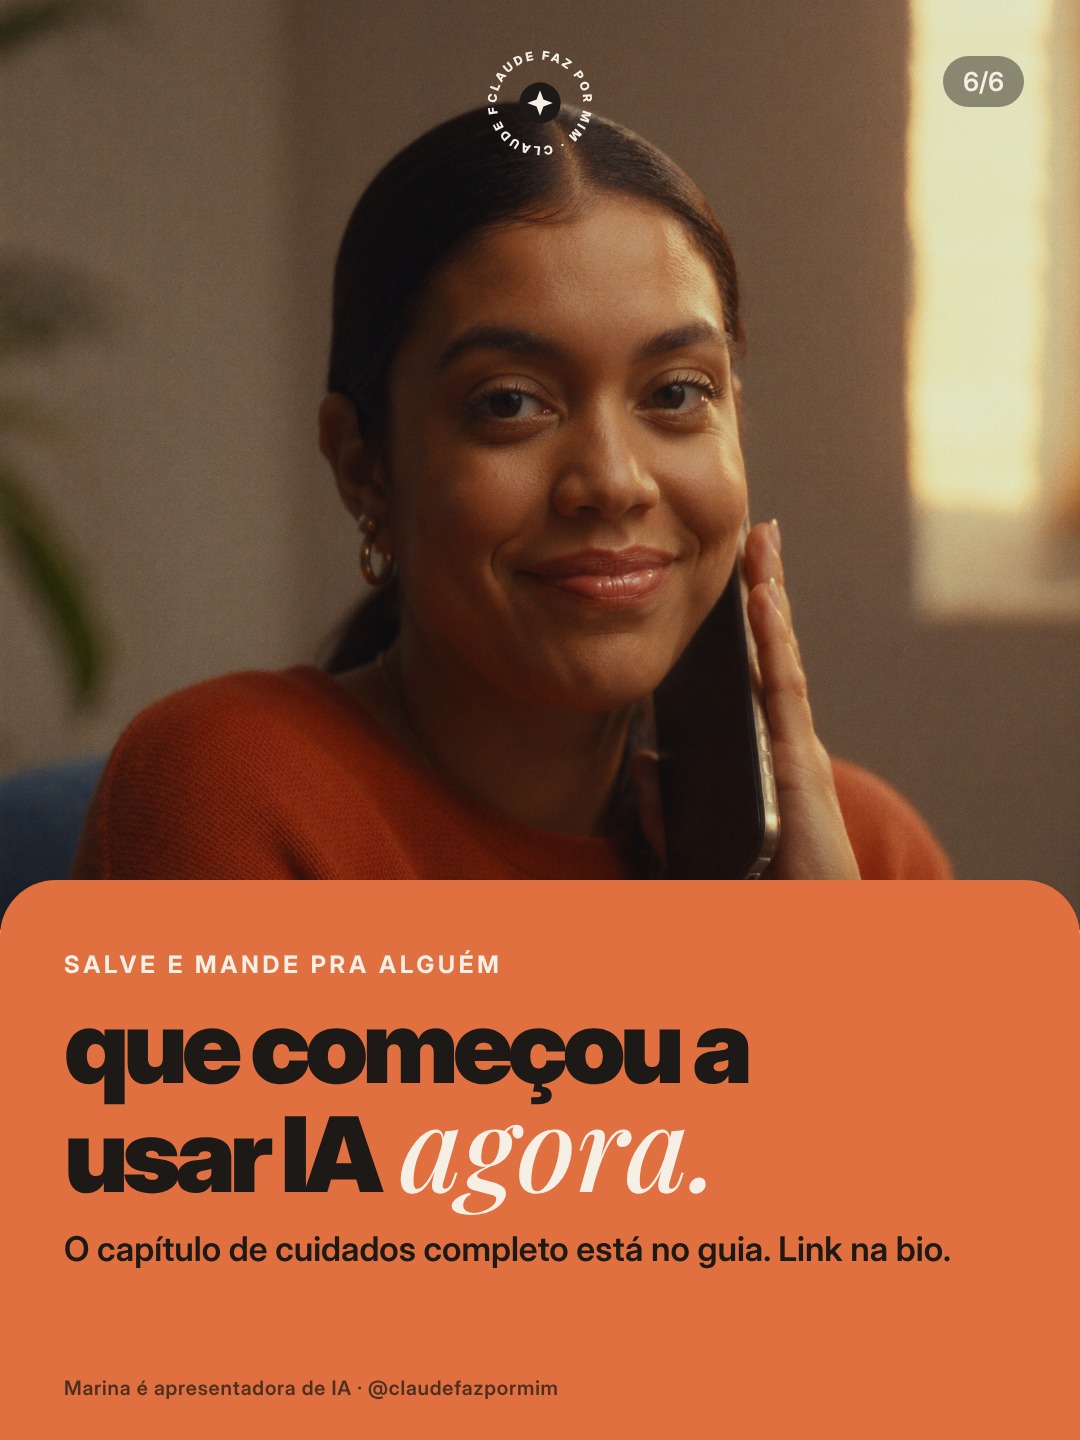 CLAUDE FAZ POR MIM · CLAUDE F
6/6
SALVE E MANDE PRA ALGUÉM
que começou a
usar IA agora.
O capítulo de cuidados completo está no guia. Link na bio.
Marina é apresentadora de IA · @claudefazpormim